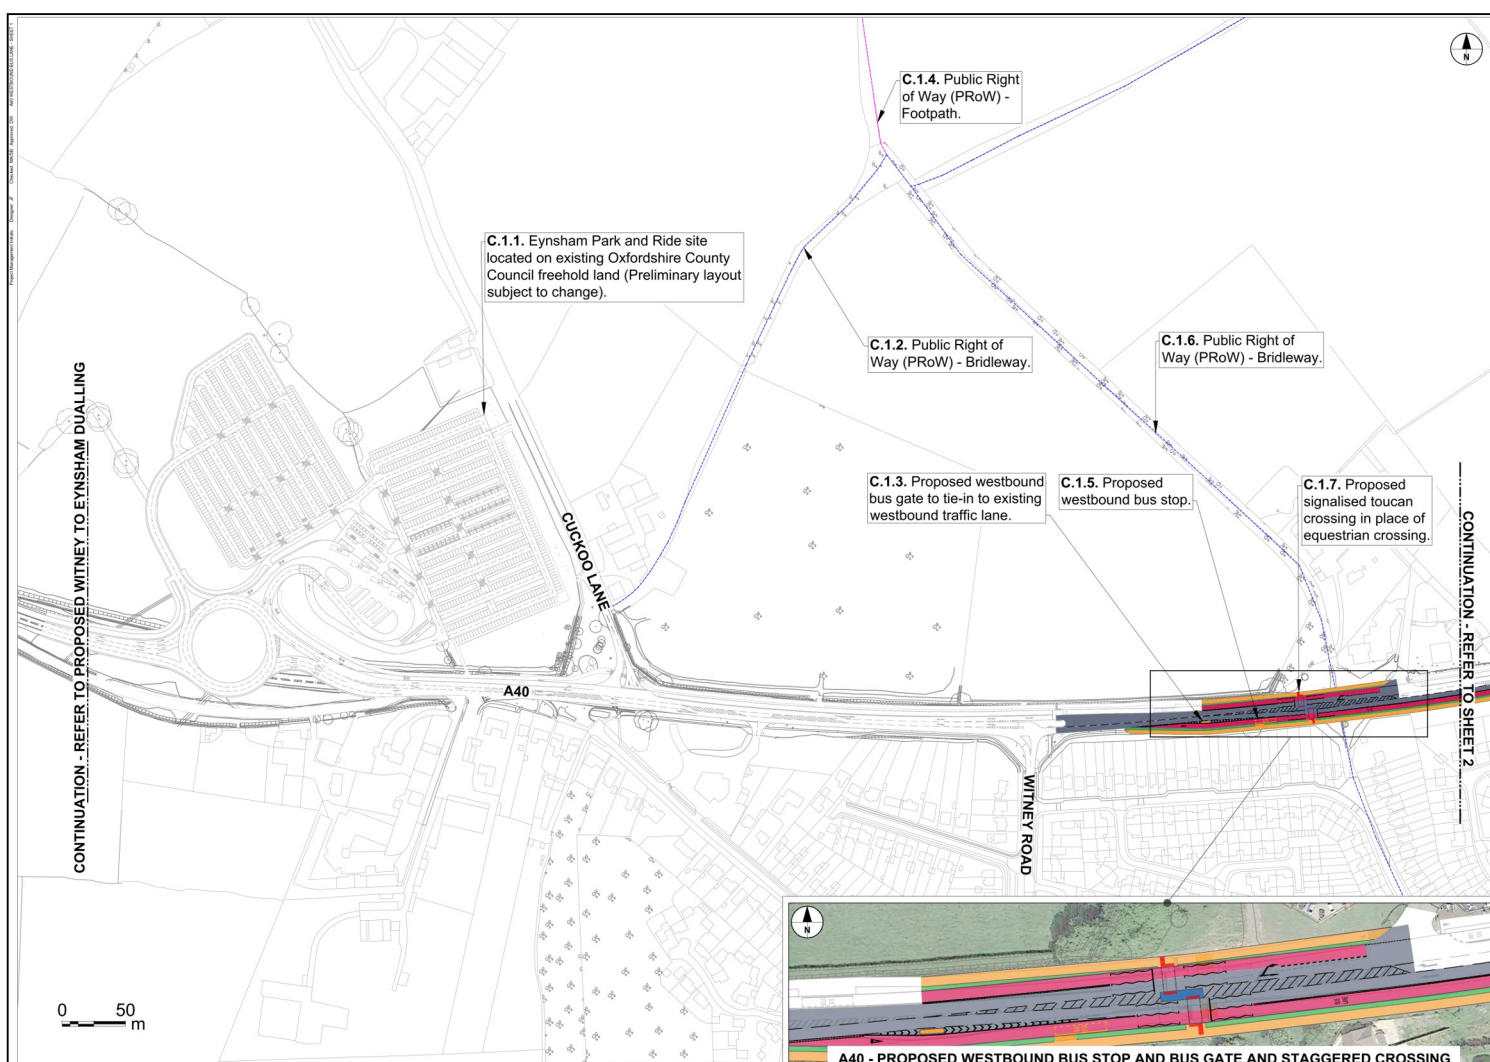 N
C.1.4. Public Right
of Way (PRoW) -
Footpath.
C.1.1. Eynsham Park and Ride site
located on existing Oxfordshire County
Council freehold land (Preliminary layout
subject to change).
C.1.2. Public Right of
Way (PRoW) - Bridleway.
C.1.6. Public Right of
Way (PRoW) - Bridleway.
C.1.3. Proposed westbound
bus gate to tie-in to existing
westbound traffic lane.
C.1.5. Proposed
westbound bus stop.
C.1.7. Proposed
signalised toucan
crossing in place of
equestrian crossing.
CONTINUATION - REFER TO PROPOSED WITNEY TO EYNSHAM DUALLING
CUCKOO LANE
A40
WITNEY ROAD
CONTINUATION - REFER TO SHEET 2
0 50
m
N
A40 - PROPOSED WESTBOUND BUS STOP AND BUS GATE AND STAGGERED CROSSING